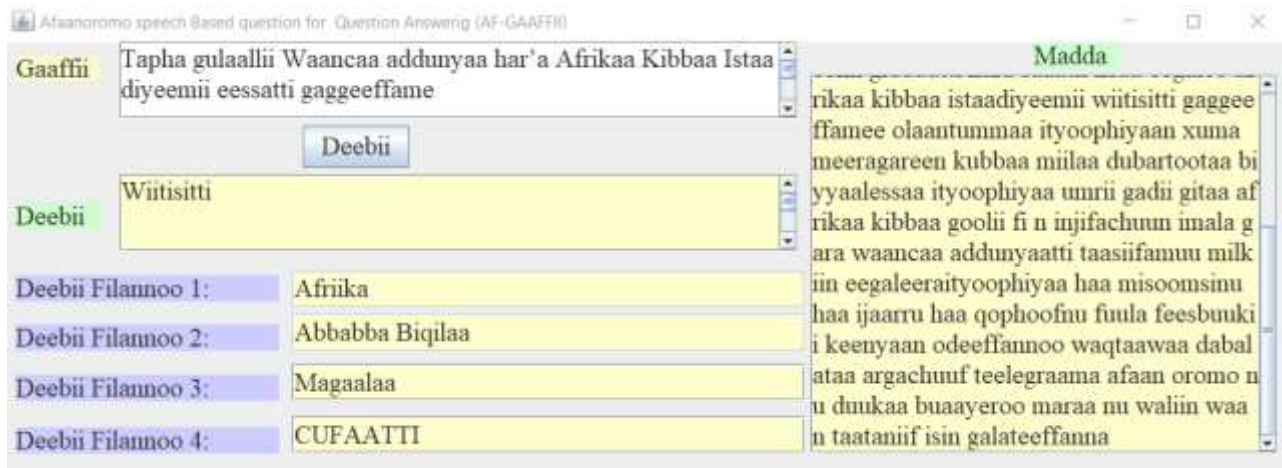 Afaanoromo speech Based question for Question Answerig (AF-GAAFFII)
Gaaffii
Tapha gulaallii Waancaa addunyaa har'a Afrikaa Kibbaa Istaa
diyeemii eessatti gaggeeffame
Deebii
Deebii
Wiitisitti
Deebii Filannoo 1:
Afriika
Deebii Filannoo 2:
Abbabba Biqilaa
Deebii Filannoo 3:
Magaalaa
Deebii Filannoo 4:
CUFAATTI
Madda
rikaa kibbaa istaadiyeemii wiitisitti gaggee
ffamee olaantummaa ityoophiyaan xuma
meeragareen kubbaa miilaa dubartootaa bi
yyaalessaa ityoophiyaa umrii gadii gitaa af
rikaa kibbaa goolii fi n injifachuun imala g
ara waancaa addunyaatti taasiifamuu milk
iin eegaleeraityoophiyaa haa misoomsinu
haa ijaarru haa qophoofnu fuula feesbuuki
i keenyaan odeeffannoo waqtaawaa dabal
ataa argachuuf teelegraama afaan oromo n
u duukaa buaayeroo maraa nu waliin waa
n taataniif isin galateeffanna